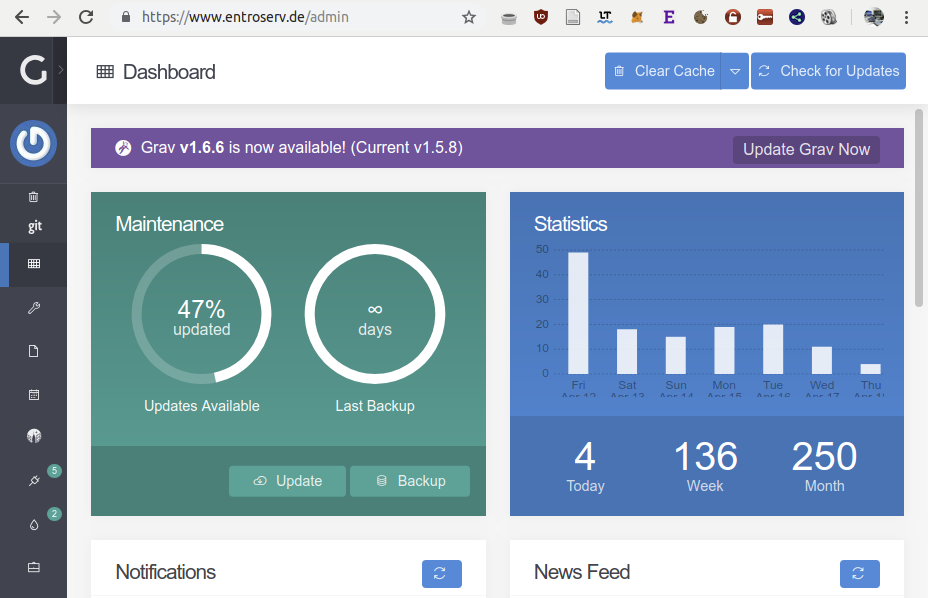 https://www.entroserv.de/admin
Dashboard
Clear Cache
Check for Updates
Grav v1.6.6 is now available! (Current v1.5.8)
Update Grav Now
git
5
2
Maintenance
47%
updated
∞
days
Updates Available
Last Backup
Update
Backup
Statistics
50
40
30
20
10
0
Fri Sat Sun Mon Tue Wed Thu
Apr 12 Apr 13 Apr 14 Apr 15 Apr 16 Apr 17
4
Today
136
Week
250
Month
Notifications
News Feed